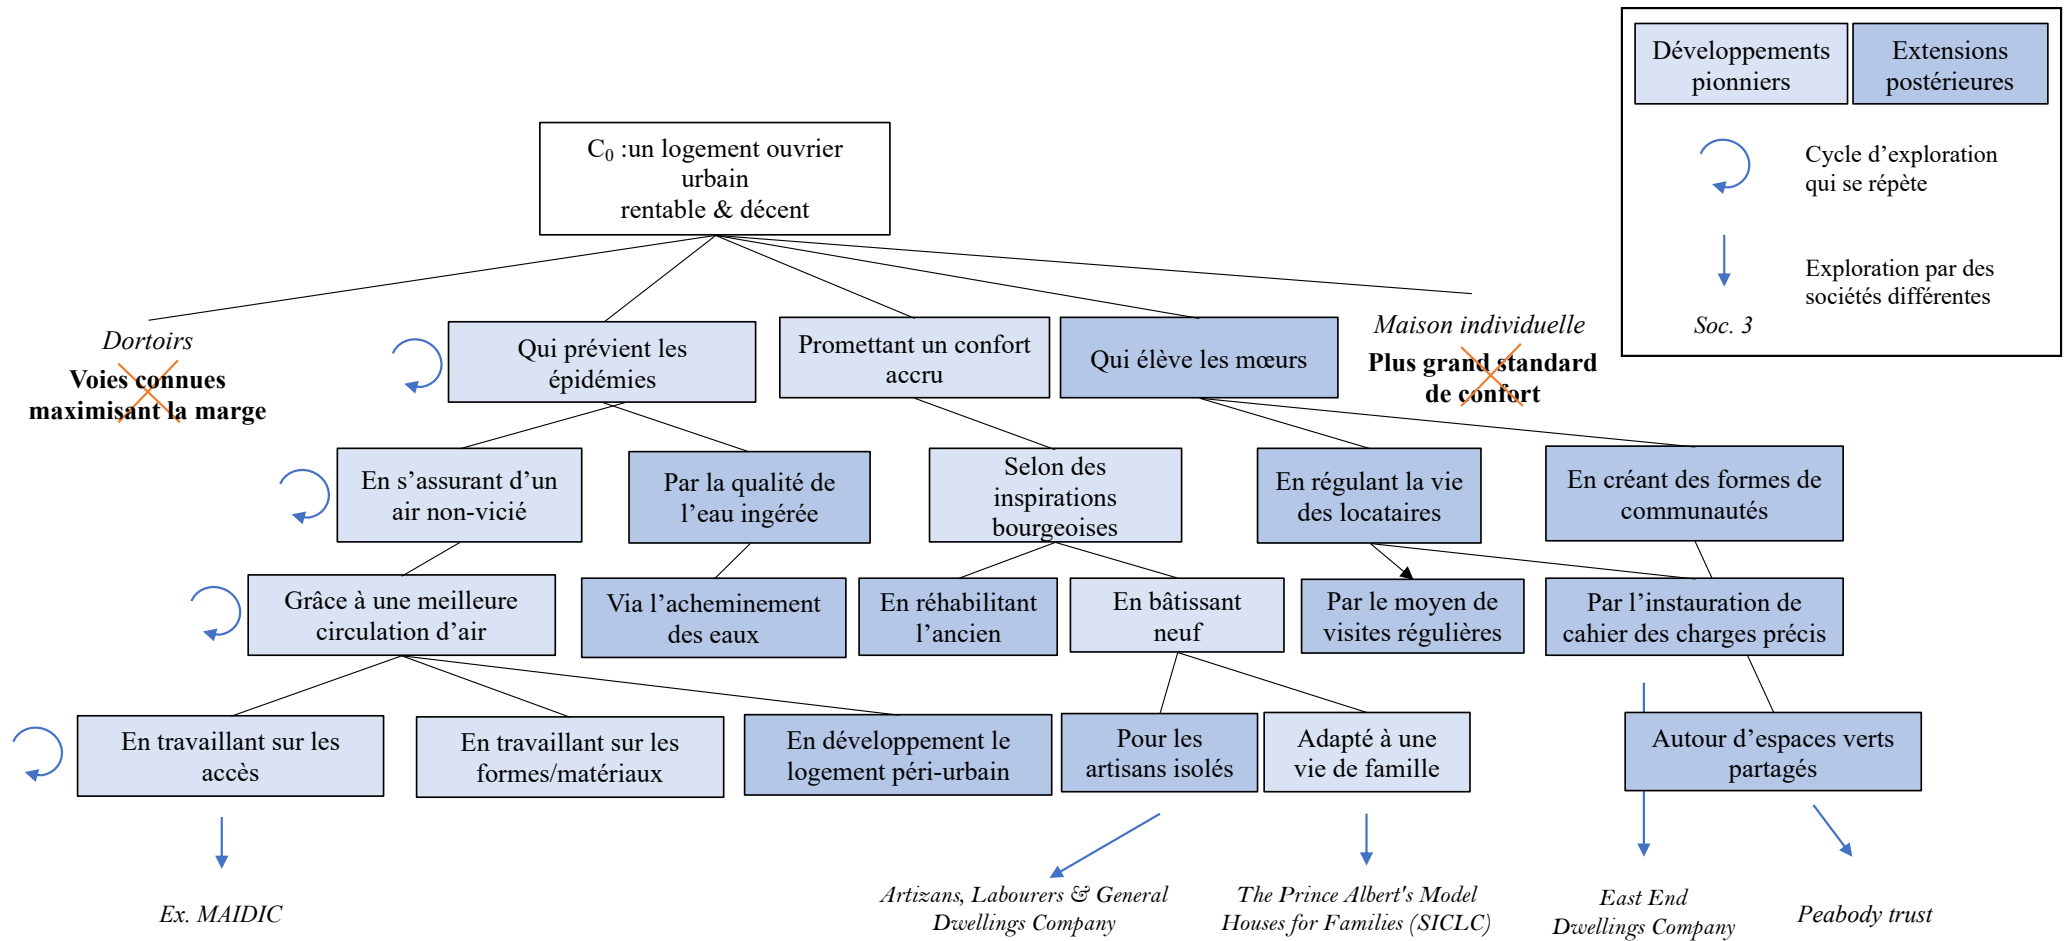 Développements
pionniers
Extensions
postérieures
Cycle d’exploration
qui se répète
Exploration par des
sociétés différentes
Soc. 3
C0 :un logement ouvrier
urbain
rentable & décent
Dortoirs
Voies connues
maximisant la marge
Qui prévient les
épidémies
Promettant un confort
accru
Qui élève les mœurs
Maison individuelle
Plus grand standard
de confort
En s’assurant d’un
air non-vicié
Par la qualité de
l’eau ingérée
Selon des
inspirations
bourgeoises
En régulant la vie
des locataires
En créant des formes de
communautés
Grâce à une meilleure
circulation d’air
Via l’acheminement
des eaux
En réhabilitant
l’ancien
En bâtissant
neuf
Par le moyen de
visites régulières
Par l’instauration de
cahier des charges précis
En travaillant sur les
accès
En travaillant sur les
formes/matériaux
En développement le
logement péri-urbain
Pour les
artisans isolés
Adapté à une
vie de famille
Autour d’espaces verts
partagés
Ex. MAIDIC
Artizans, Labourers & General
Dwellings Company
The Prince Albert's Model
Houses for Families (SICLC)
East End
Dwellings Company
Peabody trust